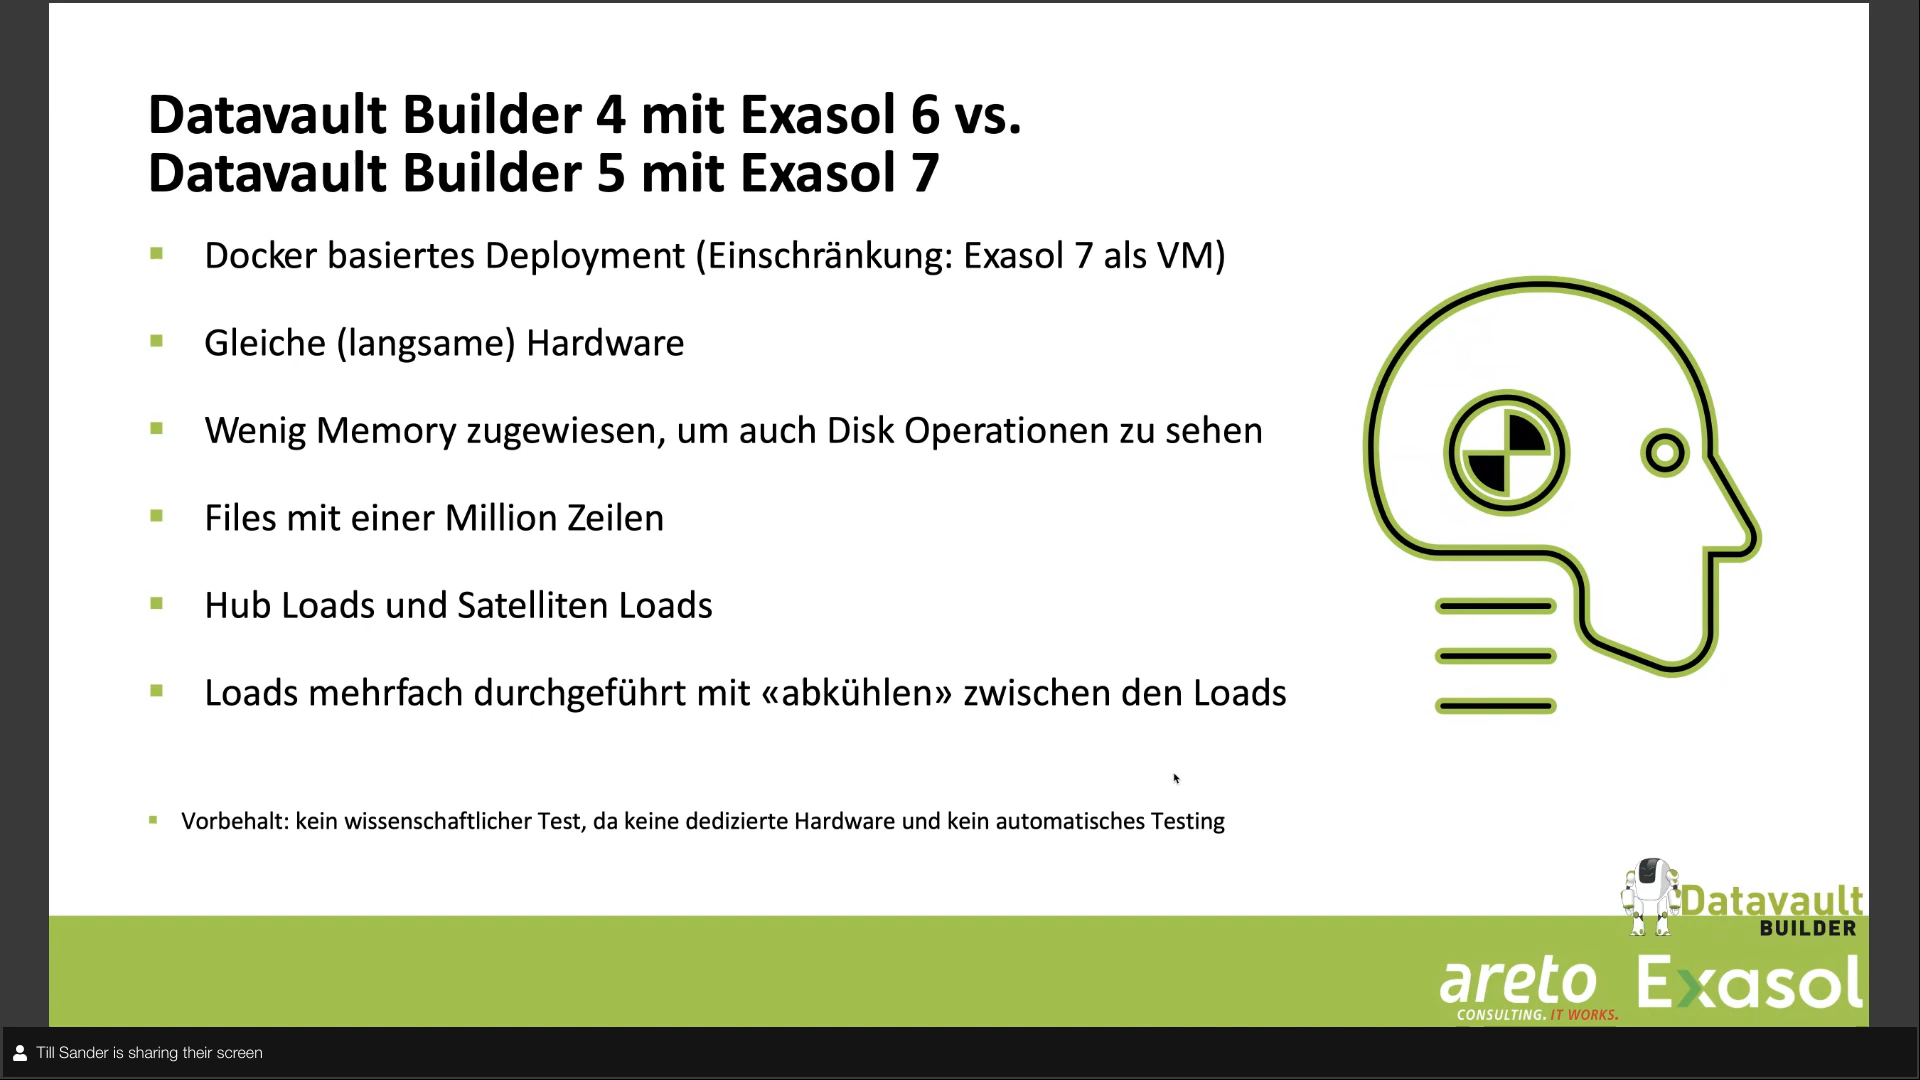 Datavault Builder 4 mit Exasol 6 vs.
Datavault Builder 5 mit Exasol 7
Docker basiertes Deployment (Einschränkung: Exasol 7 als VM)
Gleiche (langsame) Hardware
Wenig Memory zugewiesen, um auch Disk Operationen zu sehen
Files mit einer Million Zeilen
Hub Loads und Satelliten Loads
Loads mehrfach durchgeführt mit «abkühlen» zwischen den Loads
Vorbehalt: kein wissenschaftlicher Test, da keine dedizierte Hardware und kein automatisches Testing
Datavault
BUILDER
areto
CONSULTING. IT WORKS.
Exasol
Till Sander is sharing their screen